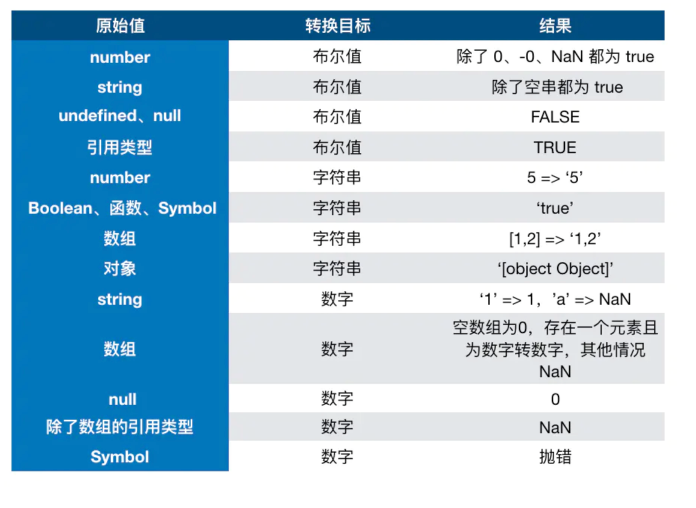 原始值 转换目标 结果
number 布尔值 除了 0、-0、NaN 都为 true
string 布尔值 除了空串都为 true
undefined、null 布尔值 FALSE
引用类型 布尔值 TRUE
number 字符串 5 => ‘5’
Boolean、函数、Symbol 字符串 ‘true’
数组 字符串 [1,2] => ‘1,2’
对象 字符串 ‘[object Object]’
string 数字 ‘1’ => 1，’a’ => NaN
数组 数字 空数组为0，存在一个元素且
为数字转数字，其他情况
NaN
null 数字 0
除了数组的引用类型 数字 NaN
Symbol 数字 抛错